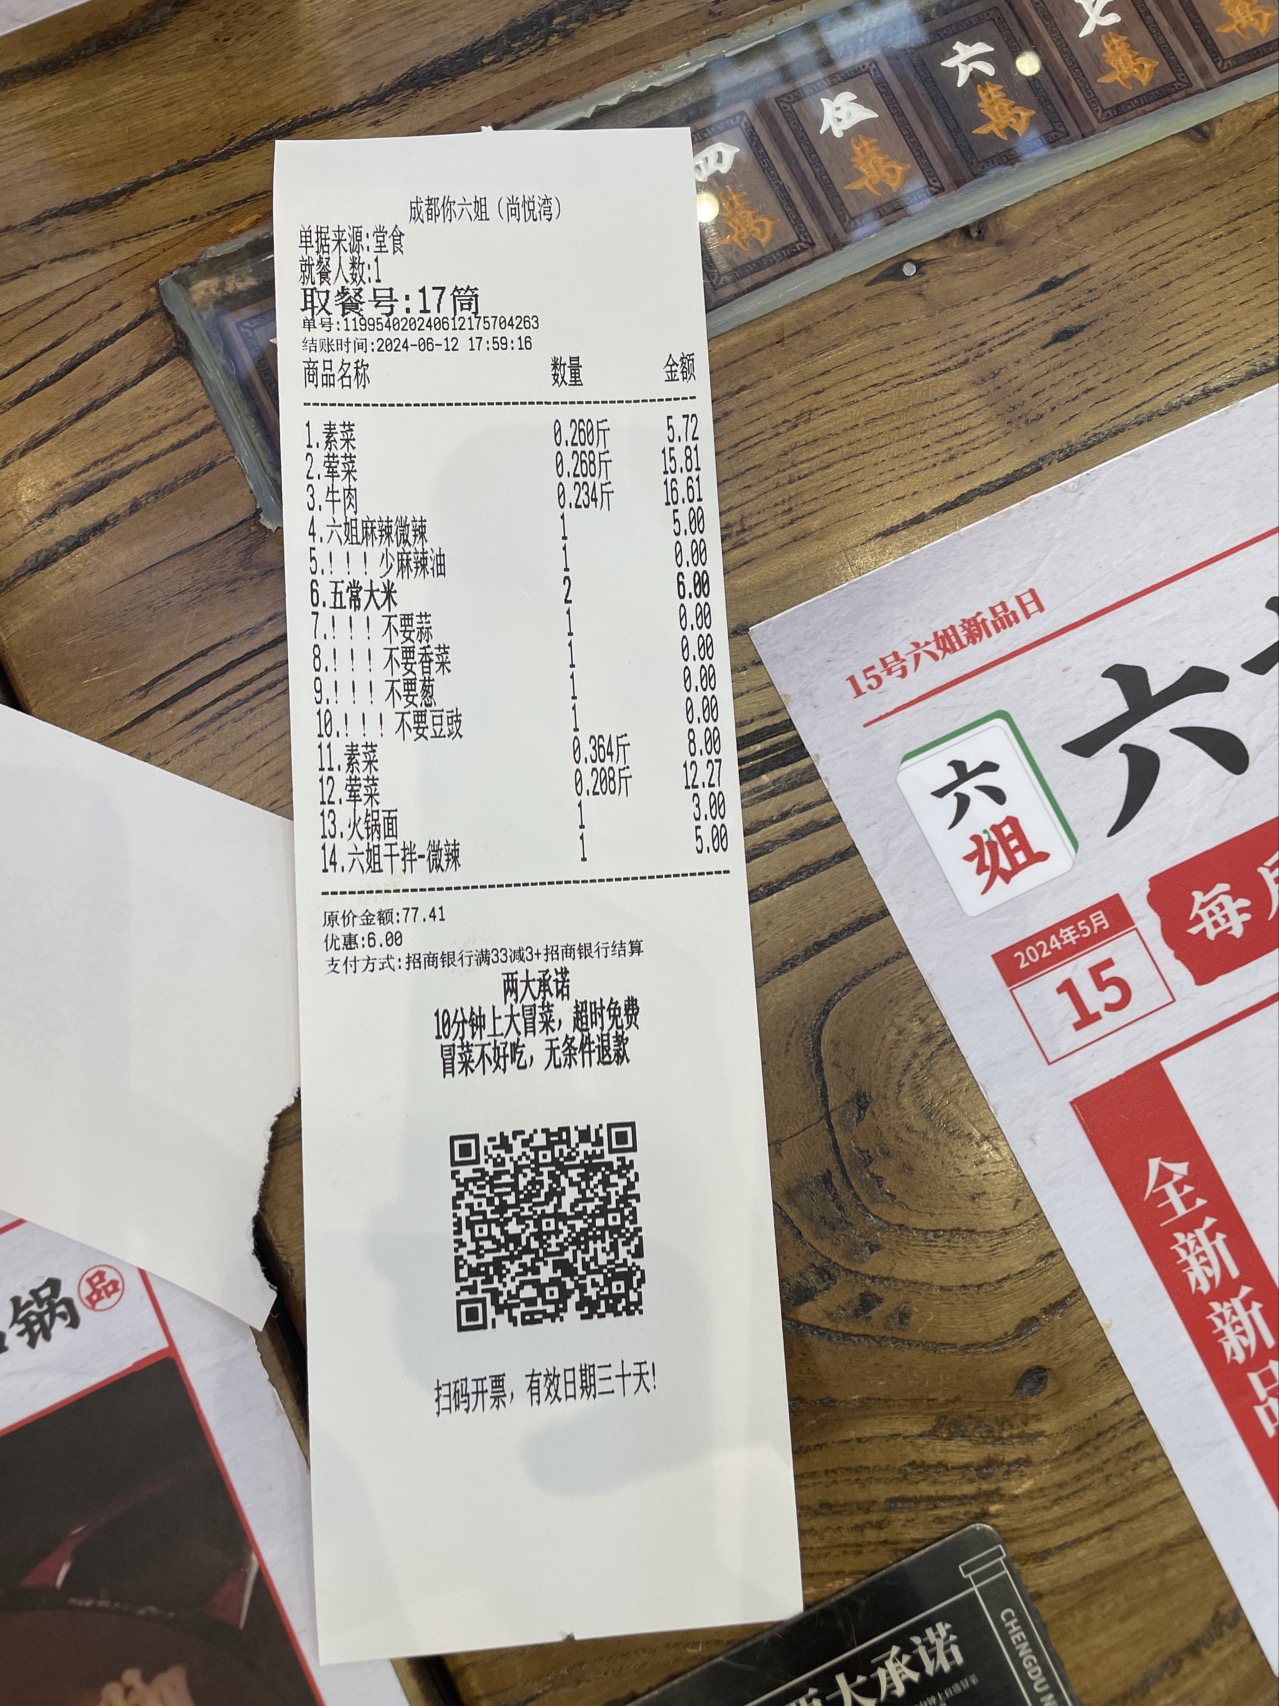 成都你六姐（尚悦湾）
单据来源:堂食
就餐人数:1
取餐号:17筒
单号:119954020240612175704263
结账时间:2024-06-12 17:59:16
商品名称 数量 金额
1.素菜 0.260斤 5.72
2.荤菜 0.268斤 15.81
3.牛肉 0.234斤 16.61
4.六姐麻辣微辣 1 5.00
5.!!! 少麻辣油 1 0.00
6.五常大米 2 6.00
7.!!! 不要蒜 1 0.00
8.!!! 不要香菜 1 0.00
9.!!! 不要葱 1 0.00
10.!!! 不要豆豉 1 0.00
11.素菜 0.364斤 8.00
12.荤菜 0.208斤 12.27
13.火锅面 1 3.00
14.六姐干拌-微辣 1 5.00
原价金额:77.41
优惠:6.00
支付方式:招商银行满33减3+招商银行结算
两大承诺
10分钟上大冒菜，超时免费
冒菜不好吃，无条件退款
扫码开票，有效日期三十天!
四萬
伍萬
六萬
萬
萬
15号六姐新品日
六
六姐
每月
2024年5月
15
全新新品
锅
品
两大承诺
CHENGDU N